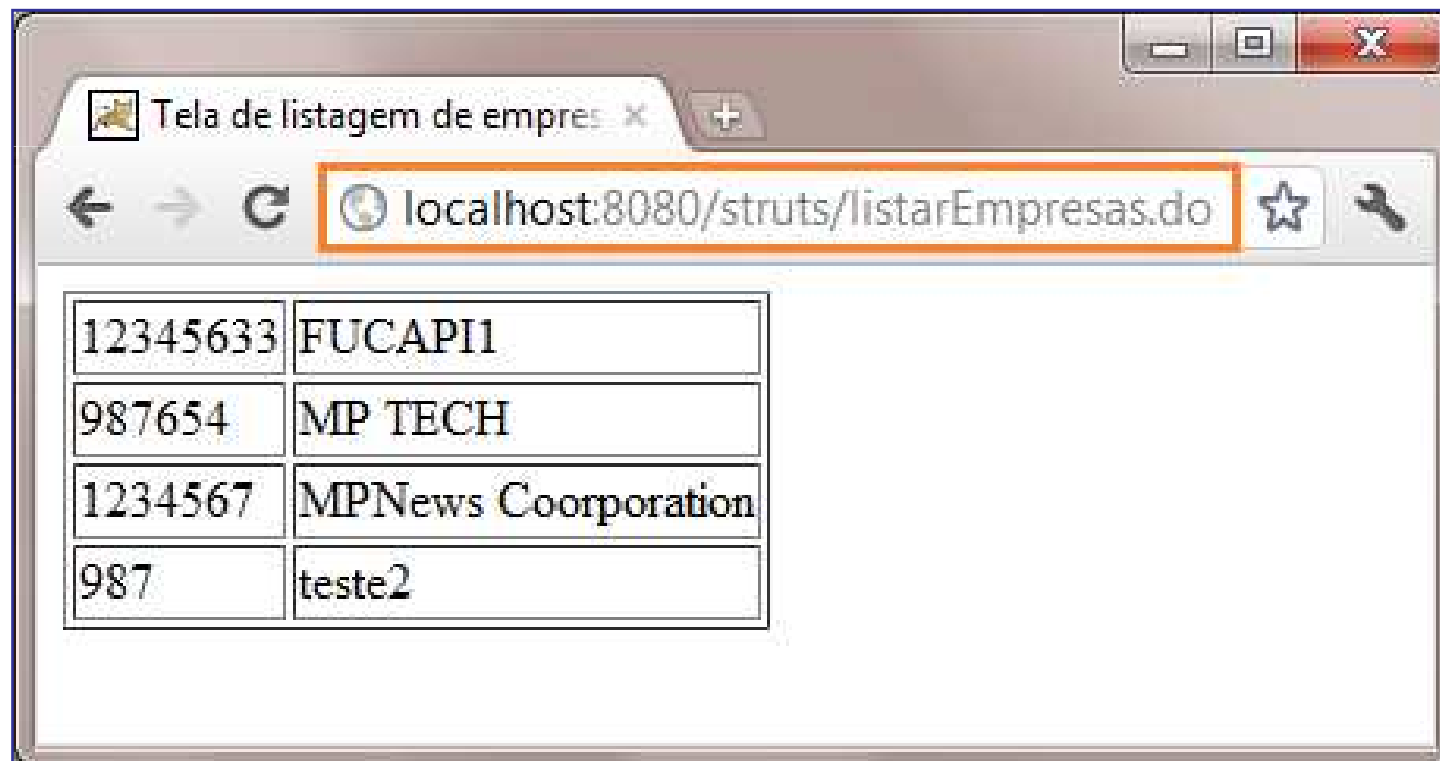 Tela de listagem de empres
localhost:8080/struts/listarEmpresas.do
12345633 FUCAPI1
987654 MP TECH
1234567 MPNews Coorporation
987 teste2